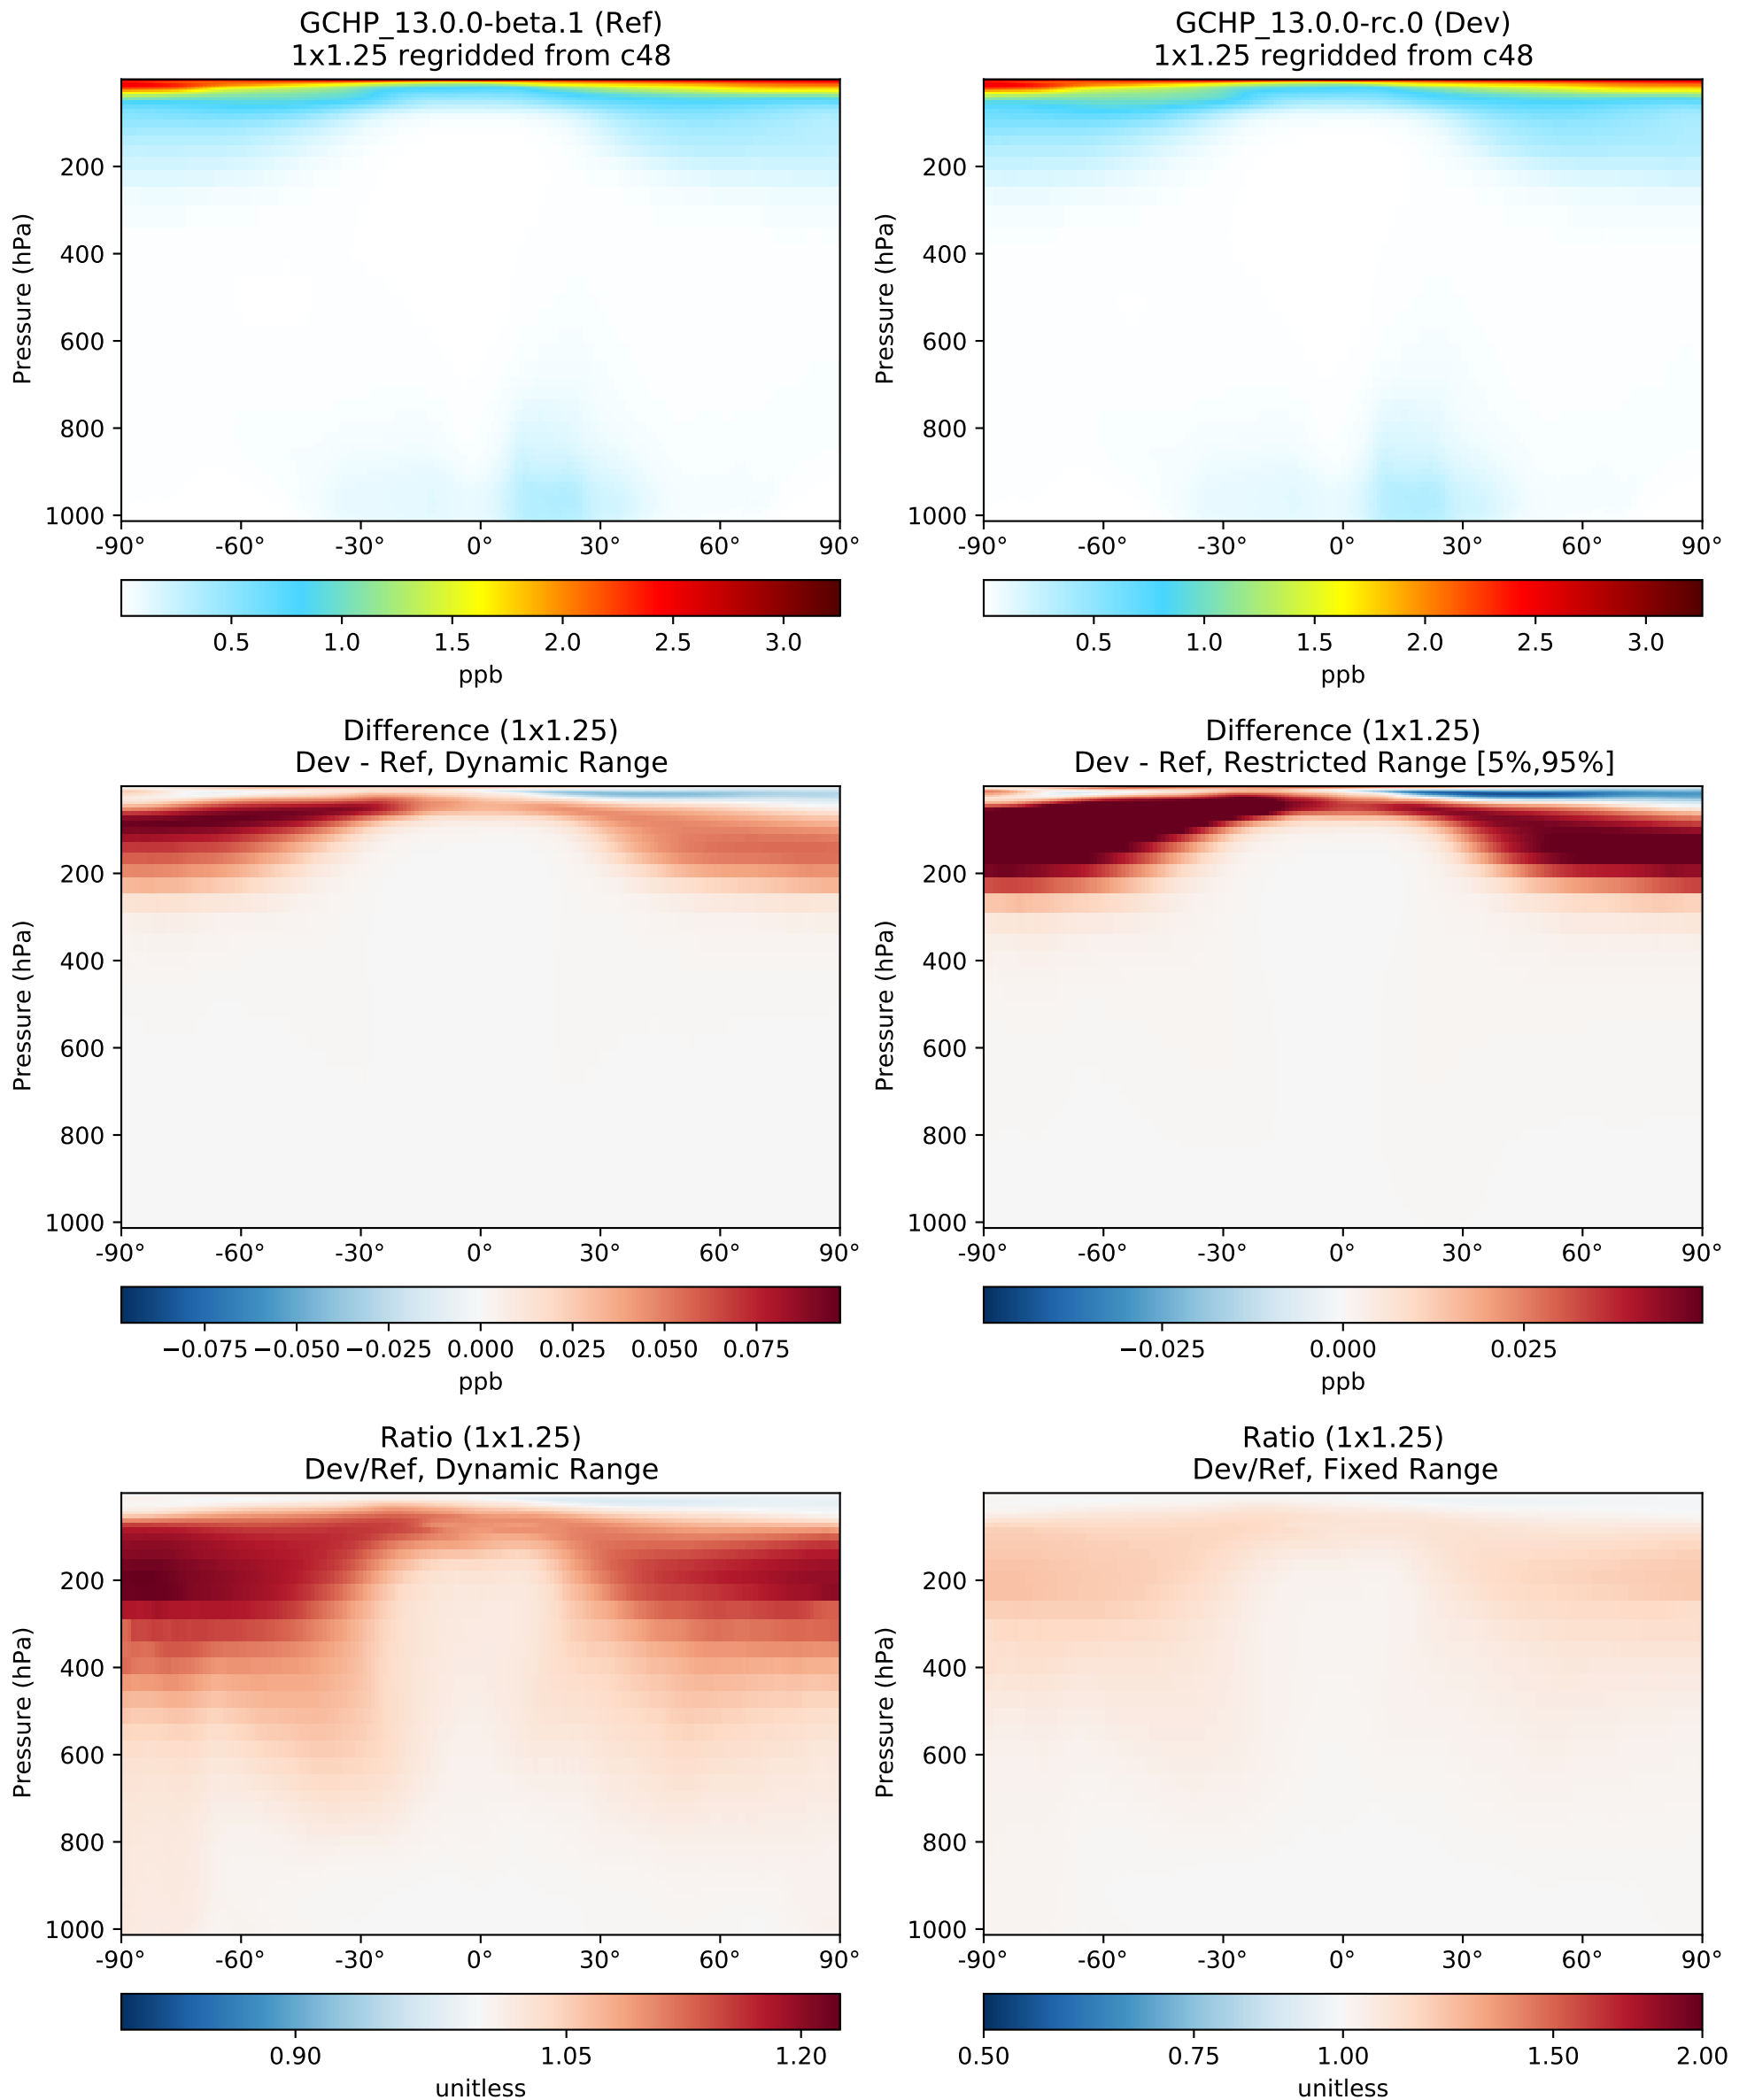 GCHP_13.0.0-beta.1 (Ref)
1x1.25 regridded from c48
GCHP_13.0.0-rc.0 (Dev)
1x1.25 regridded from c48
Pressure (hPa)
200
400
600
800
1000
-90° -60° -30° 0° 30° 60° 90°
0.5 1.0 1.5 2.0 2.5 3.0
ppb
Pressure (hPa)
200
400
600
800
1000
-90° -60° -30° 0° 30° 60° 90°
0.5 1.0 1.5 2.0 2.5 3.0
ppb
Difference (1x1.25)
Dev - Ref, Dynamic Range
Difference (1x1.25)
Dev - Ref, Restricted Range [5%,95%]
Pressure (hPa)
200
400
600
800
1000
-90° -60° -30° 0° 30° 60° 90°
−0.075 −0.050 −0.025 0.000 0.025 0.050 0.075
ppb
Pressure (hPa)
200
400
600
800
1000
-90° -60° -30° 0° 30° 60° 90°
−0.025 0.000 0.025
ppb
Ratio (1x1.25)
Dev/Ref, Dynamic Range
Ratio (1x1.25)
Dev/Ref, Fixed Range
Pressure (hPa)
200
400
600
800
1000
-90° -60° -30° 0° 30° 60° 90°
0.90 1.05 1.20
unitless
Pressure (hPa)
200
400
600
800
1000
-90° -60° -30° 0° 30° 60° 90°
0.50 0.75 1.00 1.50 2.00
unitless